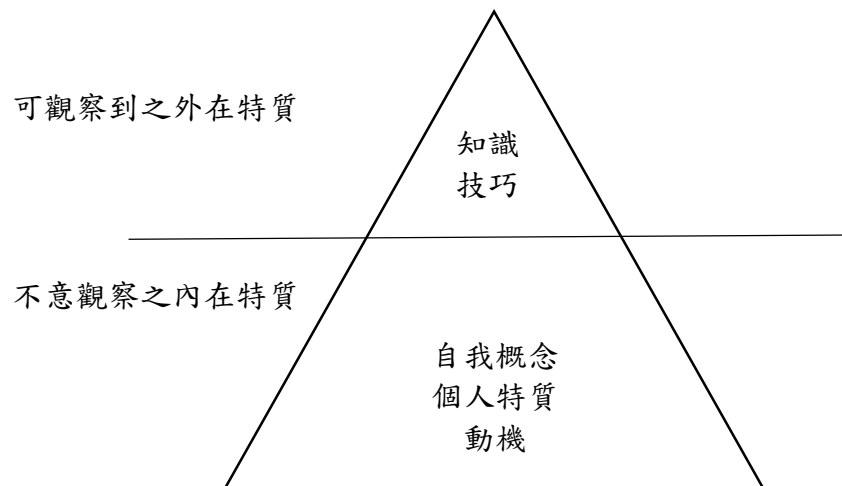 可觀察到之外在特質
知識
技巧
不意觀察之內在特質
自我概念
個人特質
動機